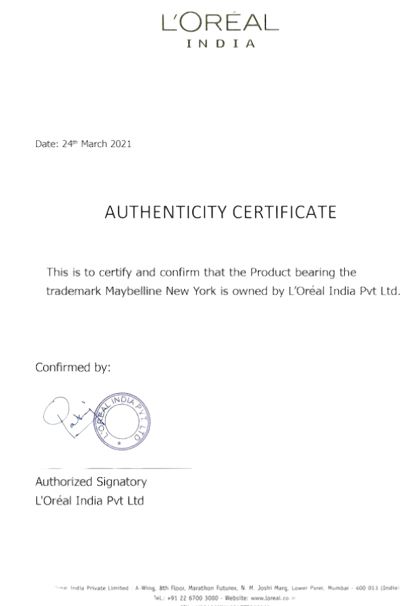 L'ORÉAL
INDIA
Date: 24th March 2021
AUTHENTICITY CERTIFICATE
This is to certify and confirm that the Product bearing the
trademark Maybelline New York is owned by L'Oréal India Pvt Ltd.
Confirmed by:
L'OREAL INDIA PVT LTD
Authorized Signatory
L'Oréal India Pvt Ltd
India Private Limited - A-Wing, 8th Floor, Marathon Futurex, N. M. Joshi Marg, Lower Parel, Mumbai - 400 013 (India)
Tel.: +91 22 6700 3000 - Website: www.loreal.co